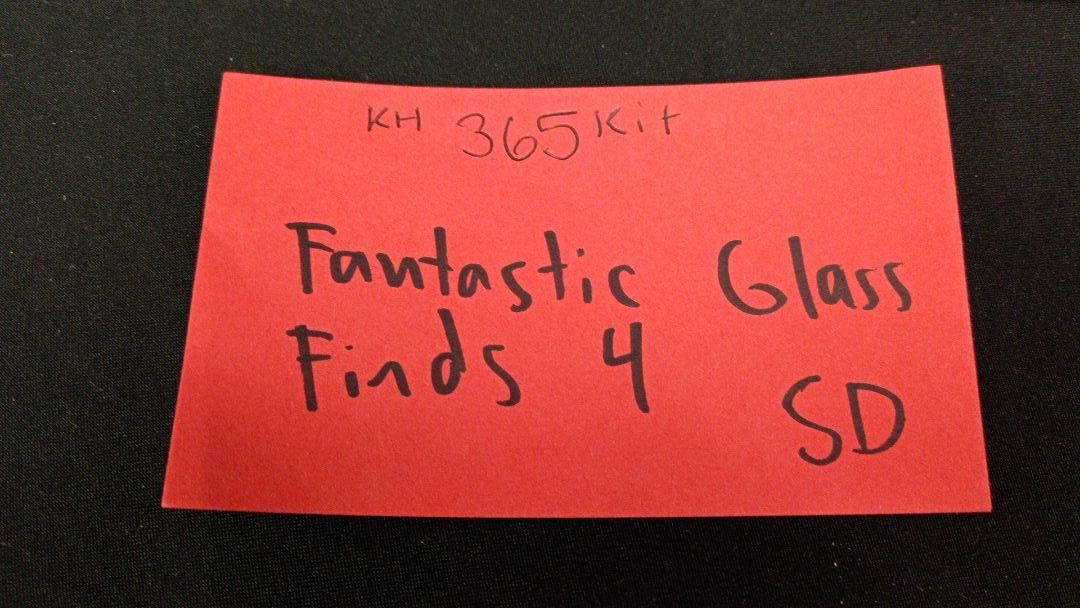 KH 365 Kit
Fantastic Glass
Finds 4
SD